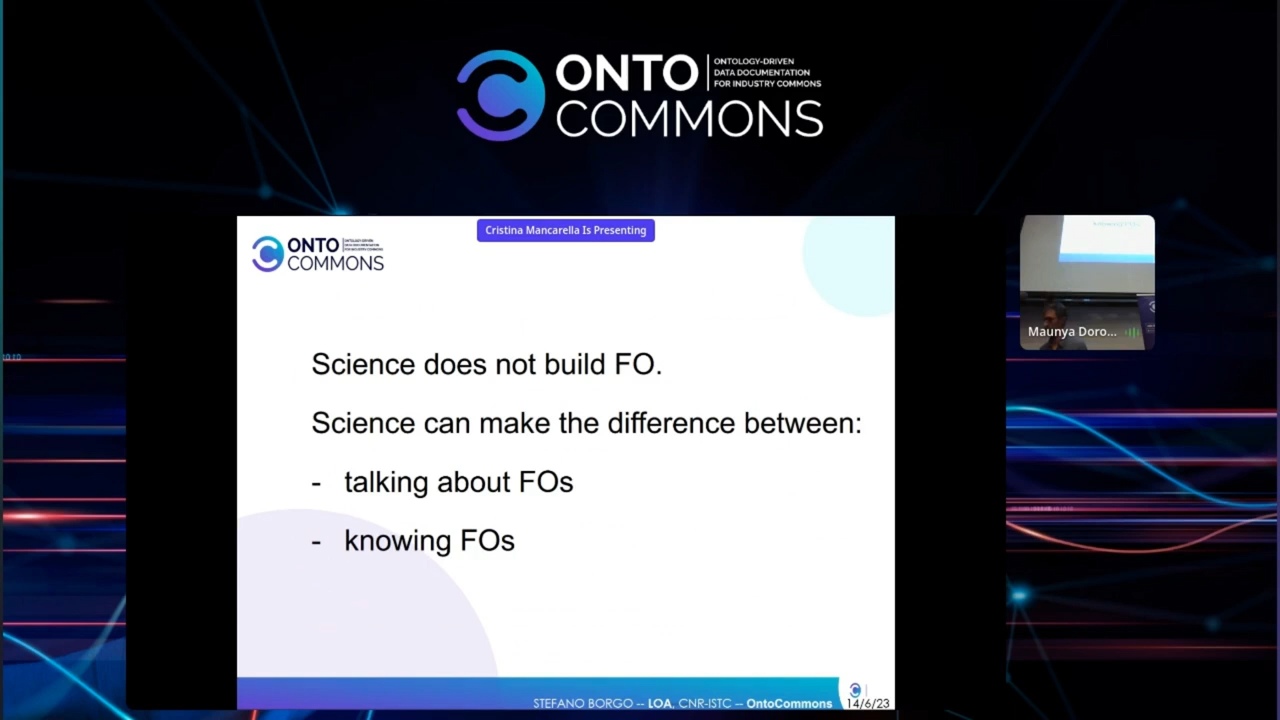 ONTO
COMMONS
ONTOLOGY-DRIVEN
DATA DOCUMENTATION
FOR INDUSTRY COMMONS
Cristina Mancarella Is Presenting
ONTO
COMMONS
Science does not build FO.
Science can make the difference between:
- talking about FOs
- knowing FOs
Maunya Doro...
STEFANO BORGO -- LOA, CNR-ISTC -- OntoCommons
14/6/23